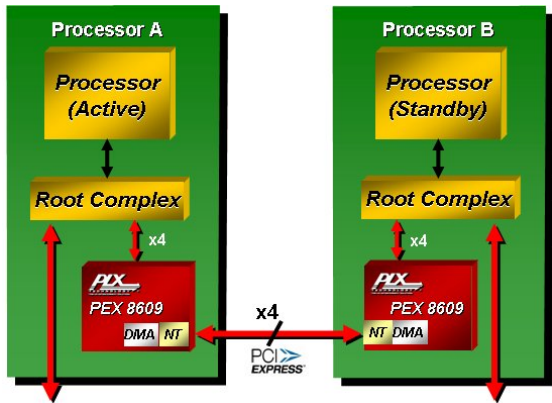 Processor A
Processor
(Active)
Root Complex
x4
PLX
PEX 8609
DMA NT
x4
PCI
EXPRESS®
Processor B
Processor
(Standby)
Root Complex
x4
PLX
PEX 8609
NT DMA